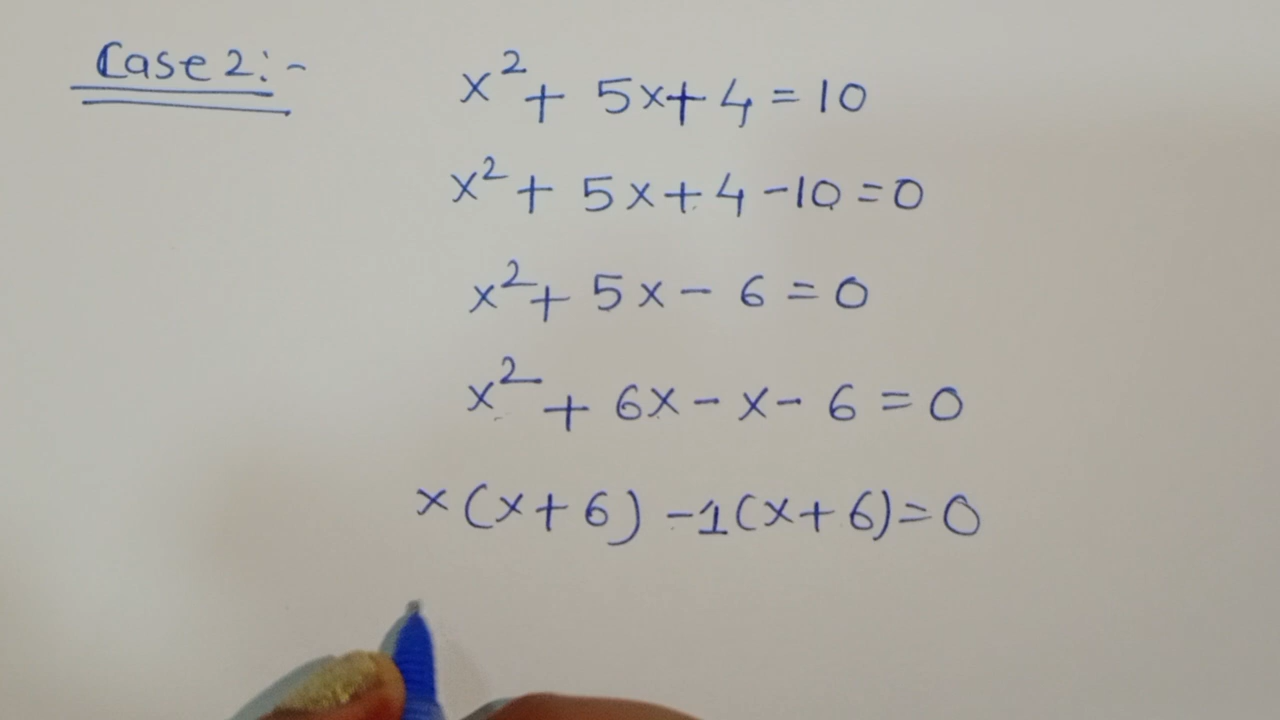 Case 2:-
x² + 5x + 4 = 10
x² + 5x + 4 - 10 = 0
x² + 5x - 6 = 0
x² + 6x - x - 6 = 0
x(x + 6) - 1(x + 6) = 0